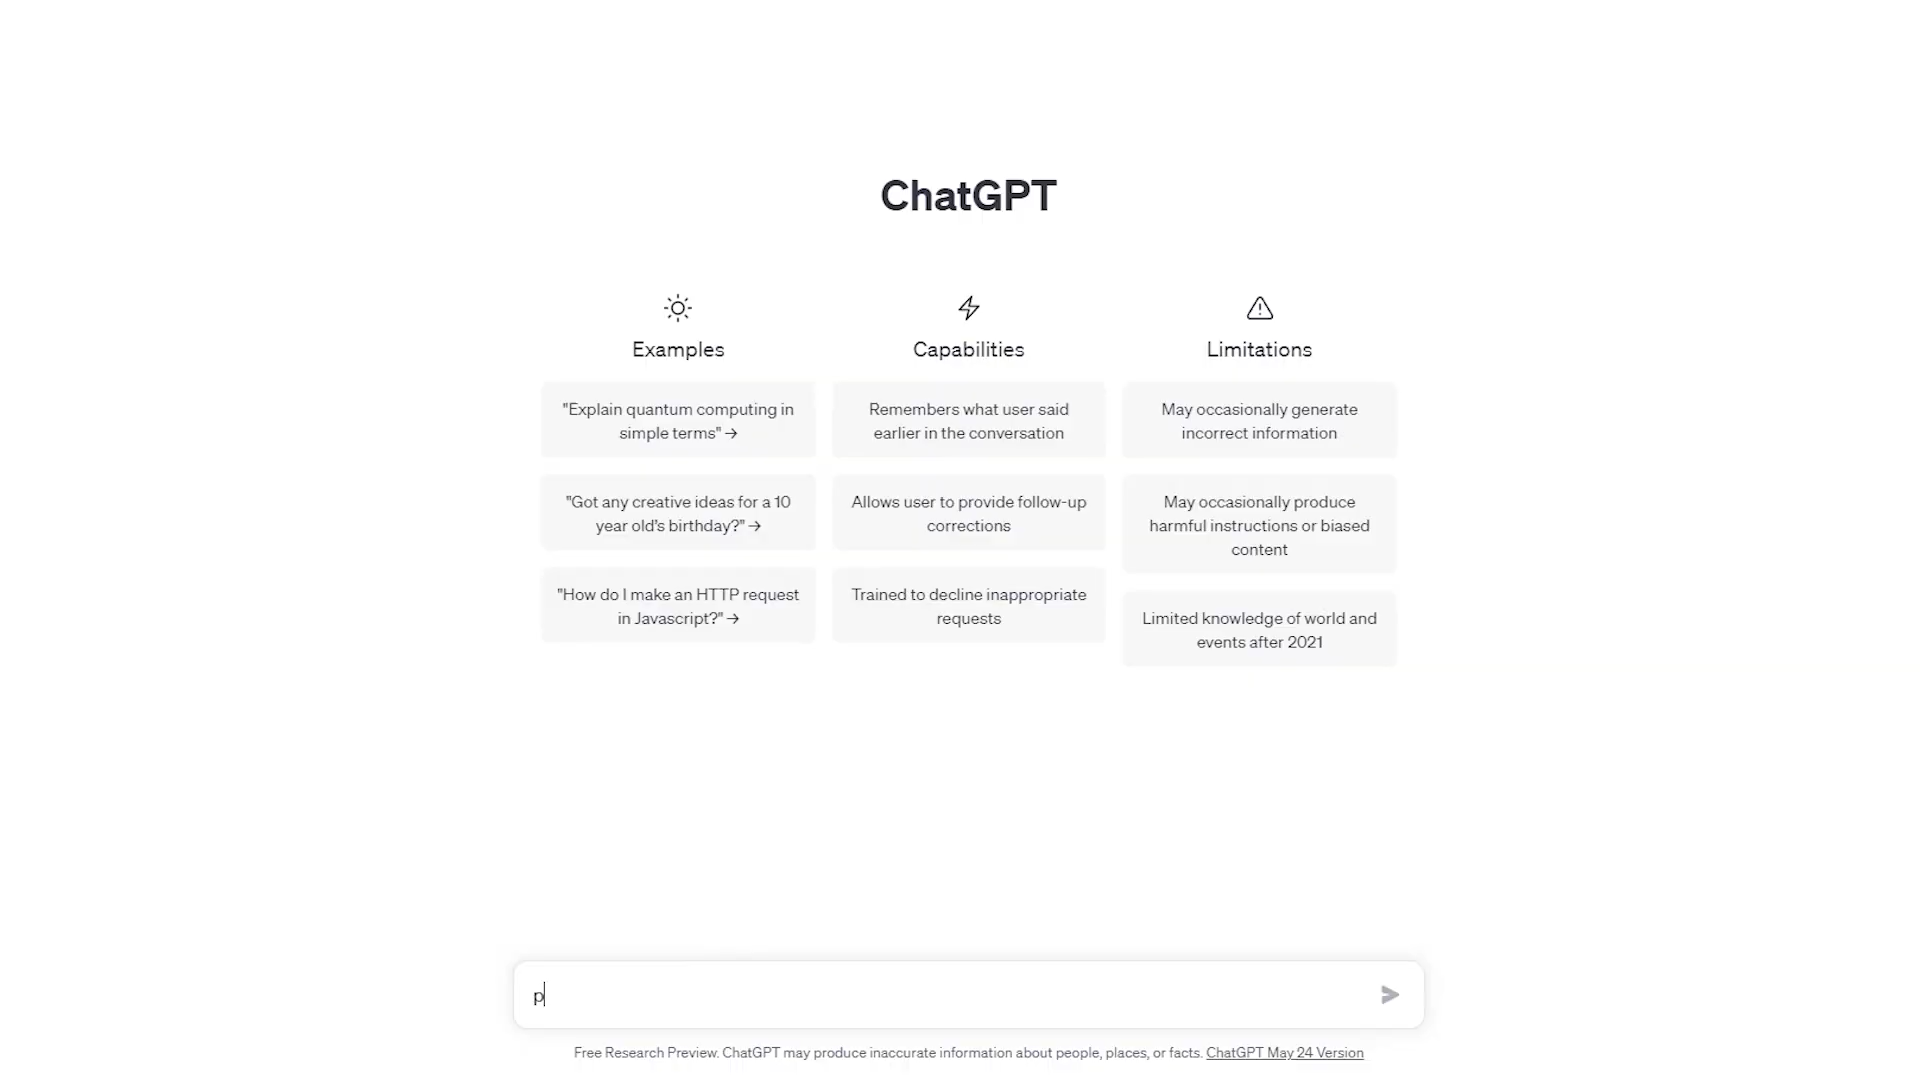 ChatGPT
Examples
"Explain quantum computing in
simple terms" →
"Got any creative ideas for a 10
year old's birthday?" →
"How do I make an HTTP request
in Javascript?" →
Capabilities
Remembers what user said
earlier in the conversation
Allows user to provide follow-up
corrections
Trained to decline inappropriate
requests
Limitations
May occasionally generate
incorrect information
May occasionally produce
harmful instructions or biased
content
Limited knowledge of world and
events after 2021
p
Free Research Preview. ChatGPT may produce inaccurate information about people, places, or facts. ChatGPT May 24 Version